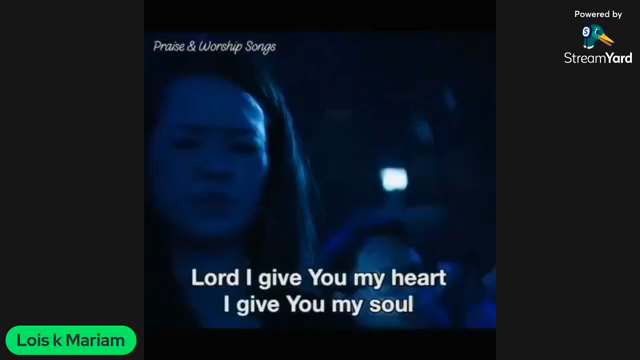 Powered by
StreamYard
Praise & Worship Songs
Lord I give You my heart
I give You my soul
Lois k Mariam